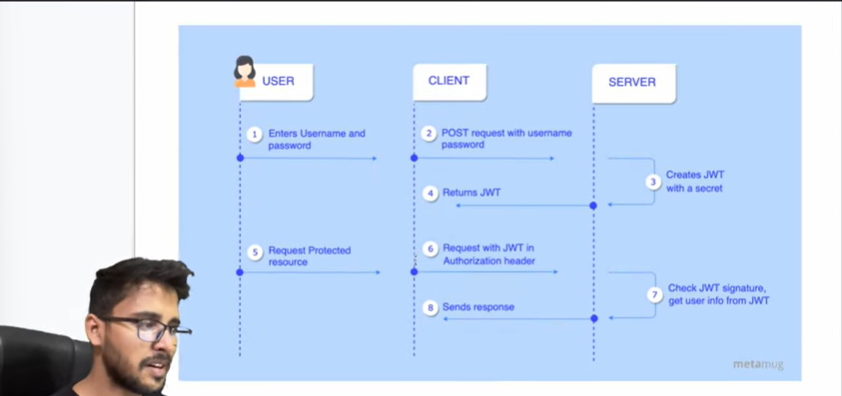 USER
CLIENT
SERVER
1 Enters Username and
password
2 POST request with username
password
3 Creates JWT
with a secret
4 Returns JWT
5 Request Protected
resource
6 Request with JWT in
Authorization header
7 Check JWT signature,
get user info from JWT
8 Sends response
metamug